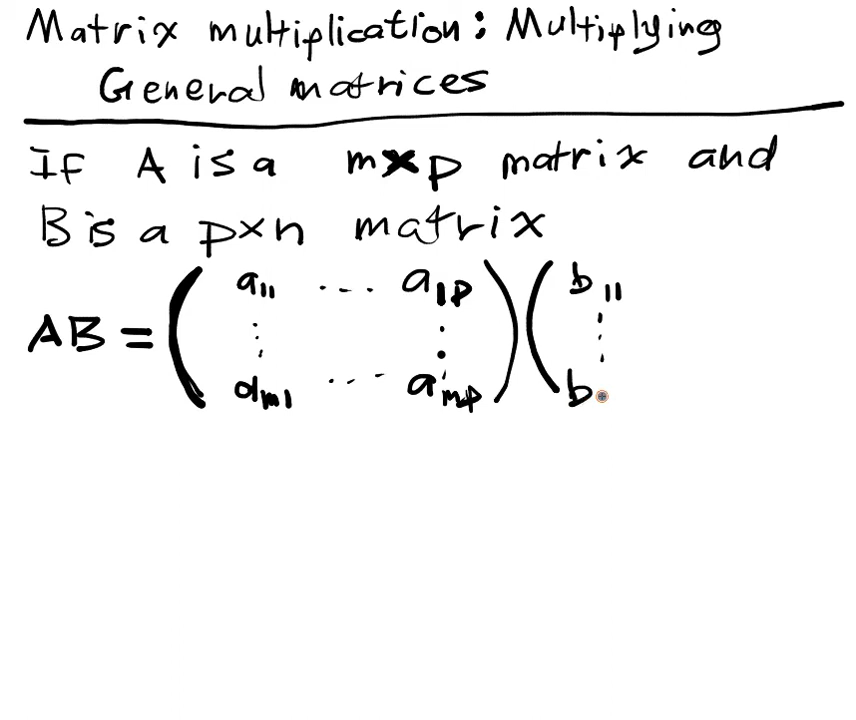 Matrix multiplication: Multiplying
General matrices
If A is a m×p matrix and
B is a p×n matrix
a₁₁ ... a₁ₚ b₁₁
AB = ( ⋮ ⋮ ) ( ⋮
aₘ₁ ... aₘₚ b